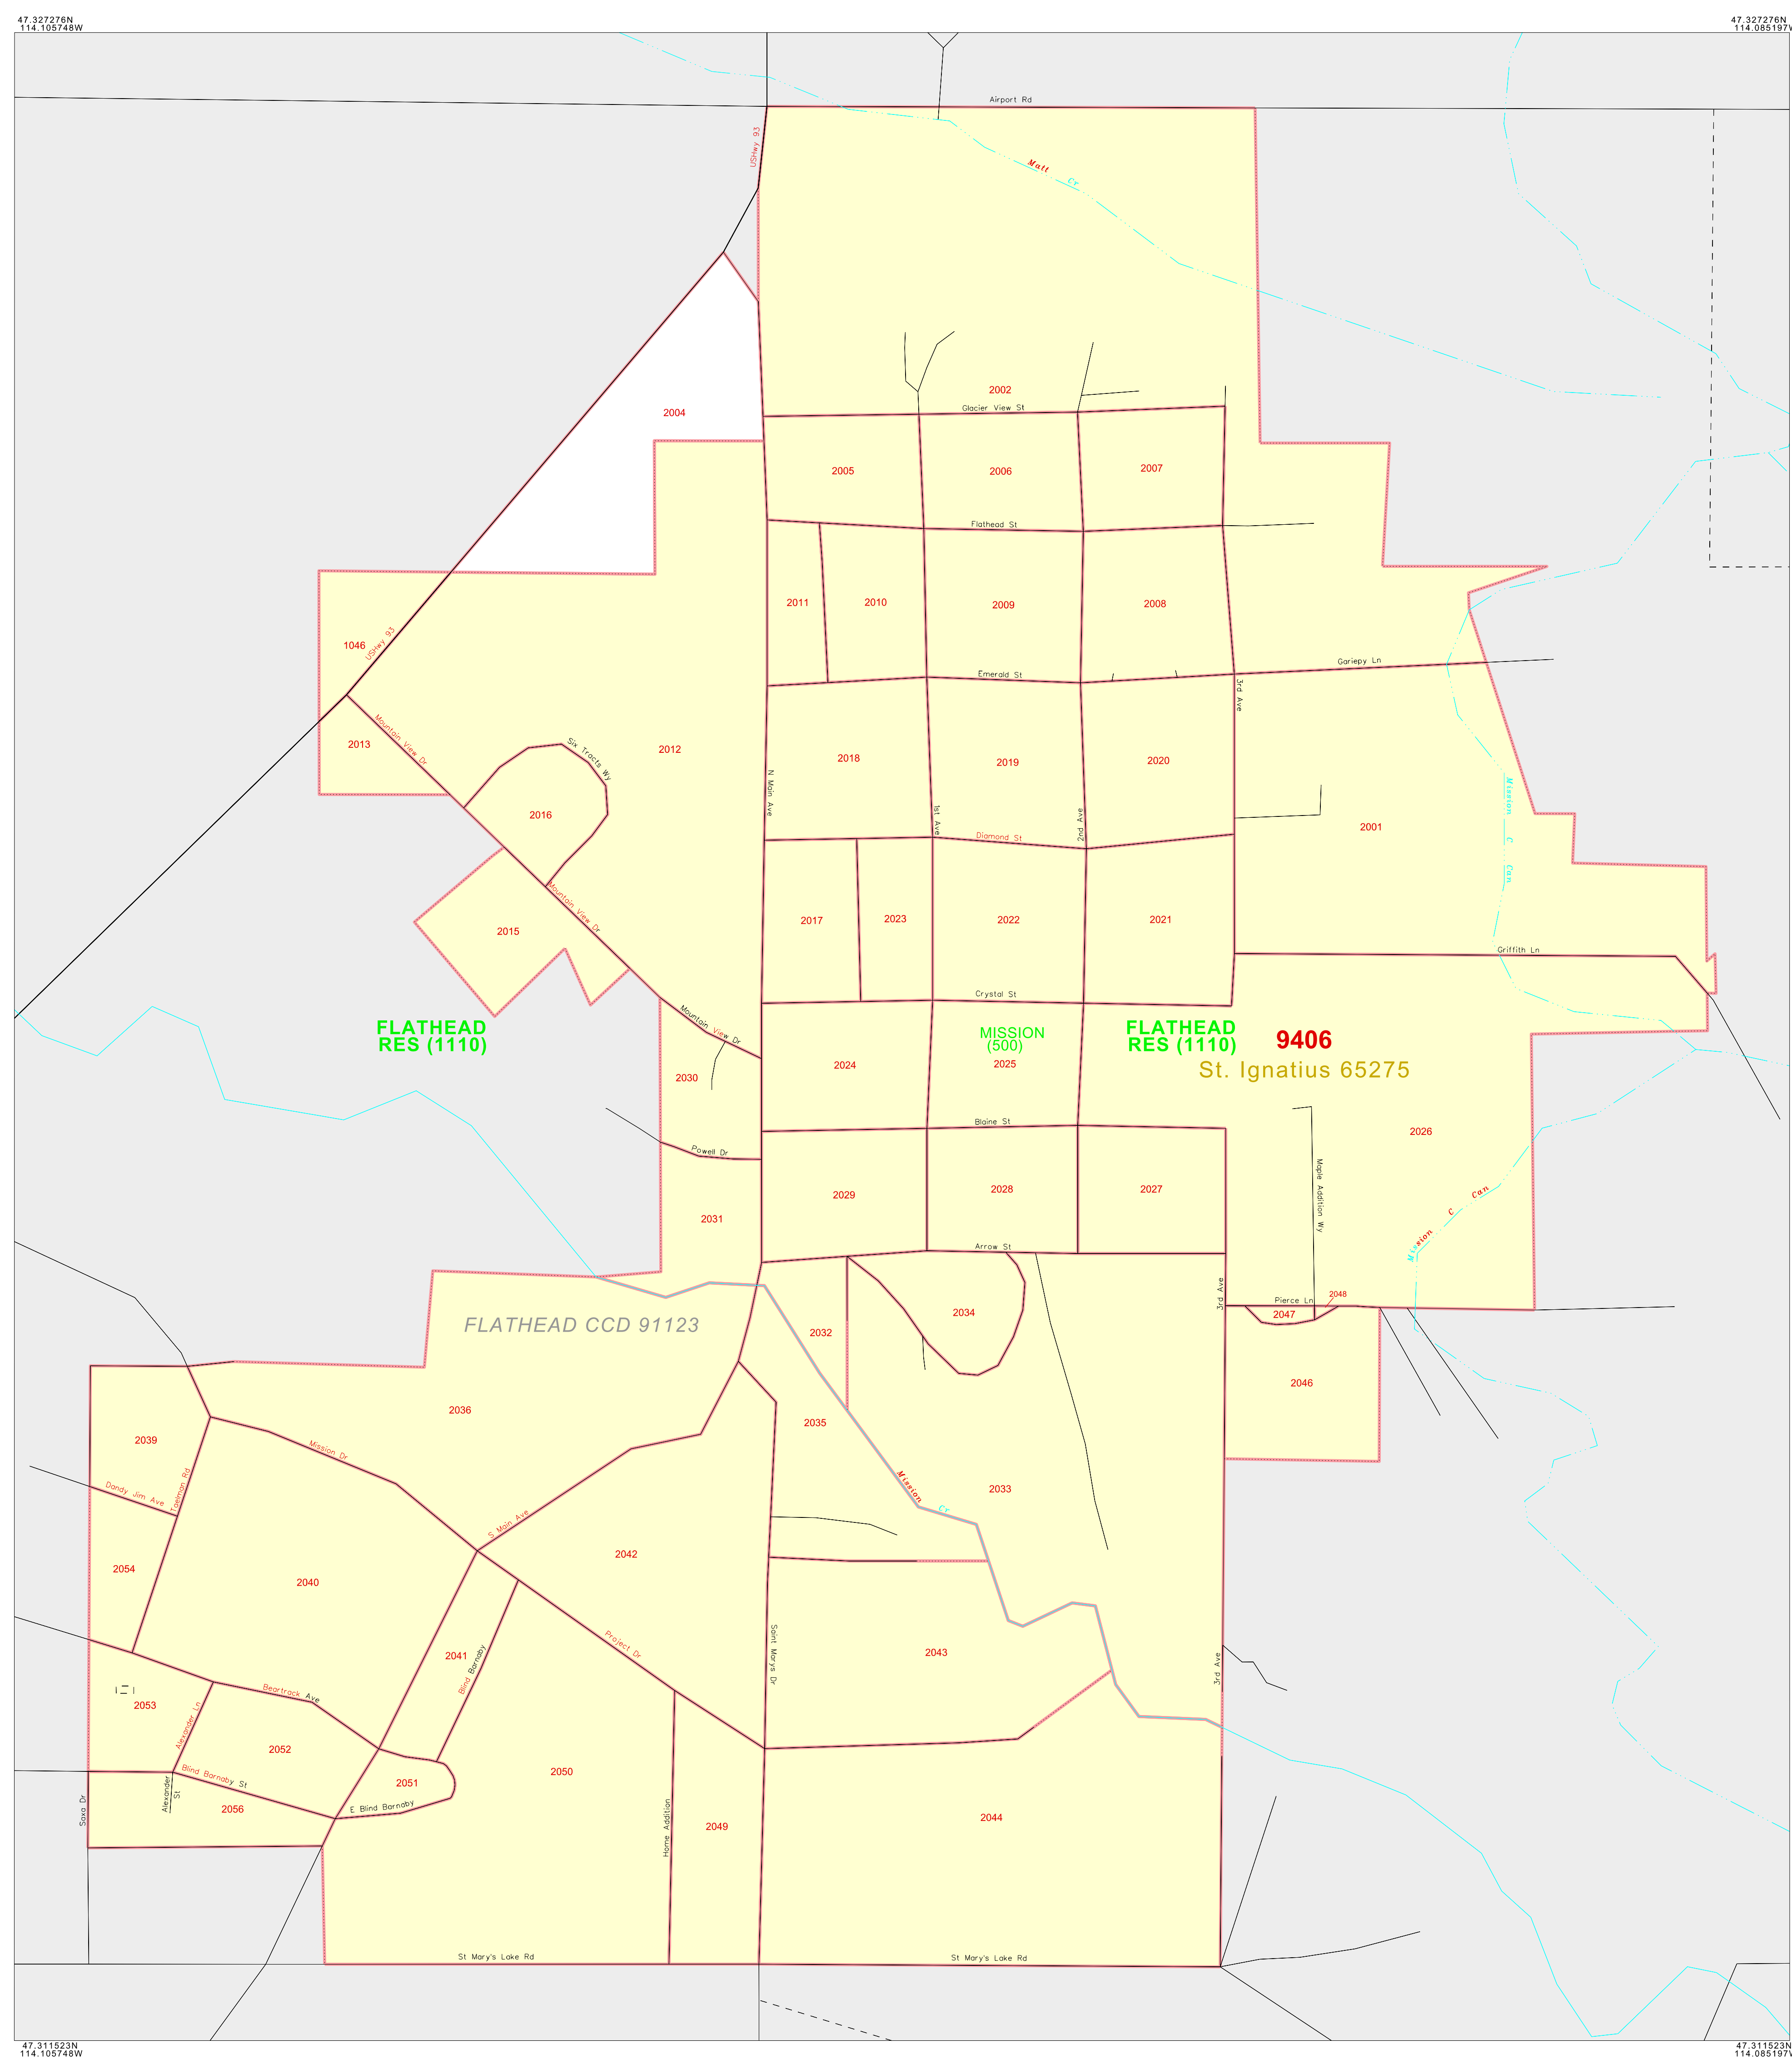 47.327276N
114.105748W
47.327276N
114.085197W
Airport Rd
USHwy 93
Matt Cr
2002
Glacier View St
2004
2005
2006
2007
Flathead St
2011
2010
2009
2008
1046
USHwy 93
Gariepy Ln
Emerald St
3rd Ave
Mountain View Dr
2013
2012
Six Tracts Wy
2018
2019
2020
N Main Ave
1st Ave
2nd Ave
Mission C Can
2016
Diamond St
2001
Mountain View Dr
2015
2017
2023
2022
2021
Griffith Ln
Crystal St
FLATHEAD
RES (1110)
Mountain View Dr
MISSION
(500)
FLATHEAD
RES (1110)
9406
St. Ignatius 65275
2024
2025
2030
Blaine St
2026
Powell Dr
Maple Addition Wy
2029
2028
2027
2031
Mission C Can
Arrow St
3rd Ave
Pierce Ln
2048
2047
2034
FLATHEAD CCD 91123
2032
2046
2036
2035
2039
Mission Dr
Taelman Rd
Dandy Jim Ave
Mission Cr
2033
S Main Ave
2042
2054
2040
Project Dr
Saint Marys Dr
2041
Blind Barnaby
2043
3rd Ave
Beartrack Ave
2053
Alexander Ln
2052
2050
Blind Barnaby St
2051
Alexander
St
Saxa Dr
2056
E Blind Barnaby
Home Addition
2049
2044
St Mary's Lake Rd
St Mary's Lake Rd
47.311523N
114.105748W
47.311523N
114.085197W